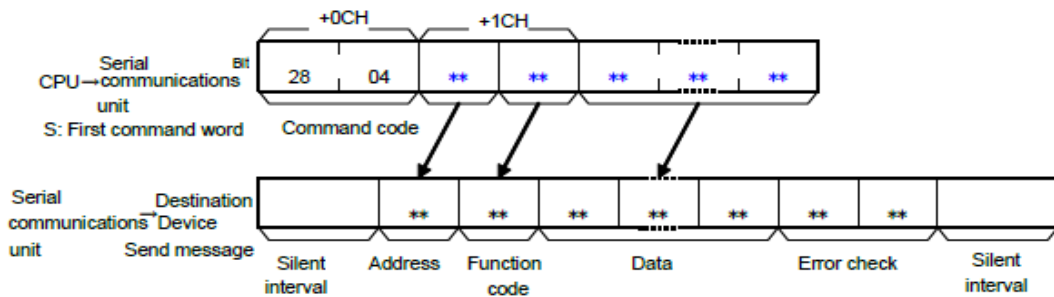 +0CH +1CH
Serial Bit
CPU→communications 28 04 ** ** ** ** **
unit
S: First command word Command code
Serial Destination
communications→Device ** ** ** ** ** ** **
unit Send message
Silent Address Function Data Error check Silent
interval code interval